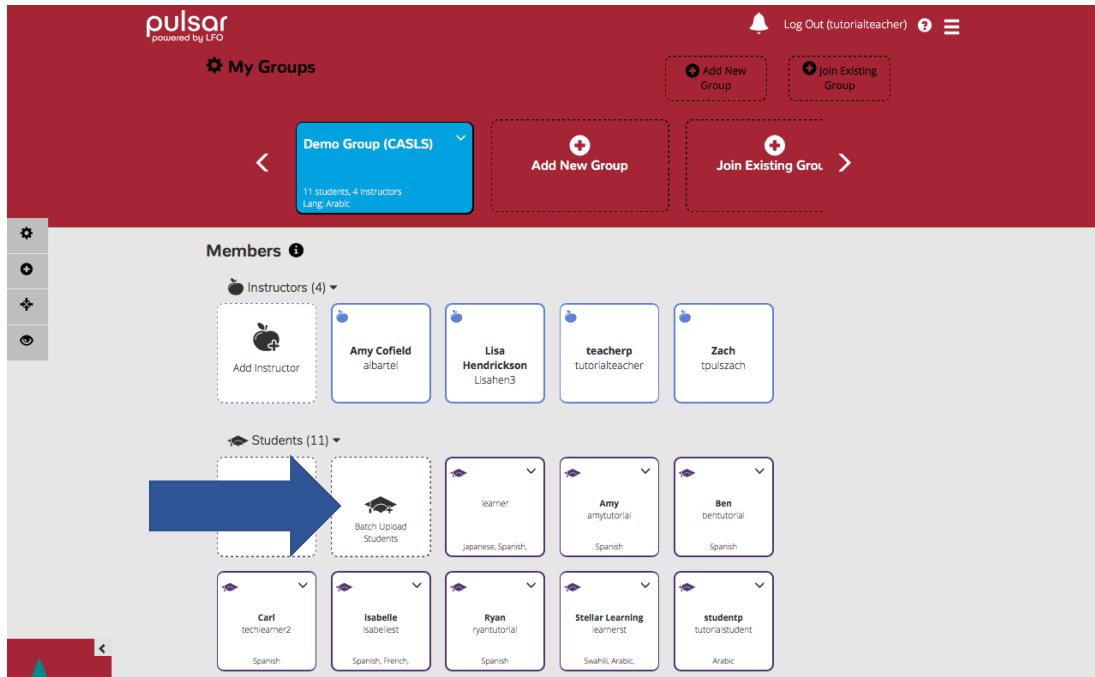 pulsar
powered by LFO
Log Out (tutorialteacher)
My Groups
Add New
Group
Join Existing
Group
Demo Group (CASLS)
11 students, 4 instructors
Lang: Arabic
Add New Group
Join Existing Grou
Members
Instructors (4)
Add Instructor
Amy Cofield
albartel
Lisa
Hendrickson
Lisahen3
teacherp
tutorialteacher
Zach
tpulszach
Students (11)
Batch Upload
Students
learner
Japanese, Spanish,
Amy
amytutorial
Spanish
Ben
bentutorial
Spanish
Carl
techlearner2
Spanish
Isabelle
isabellest
Spanish, French,
Ryan
ryantutorial
Spanish
Stellar Learning
learnerst
Swahili, Arabic,
studentp
tutorialstudent
Arabic